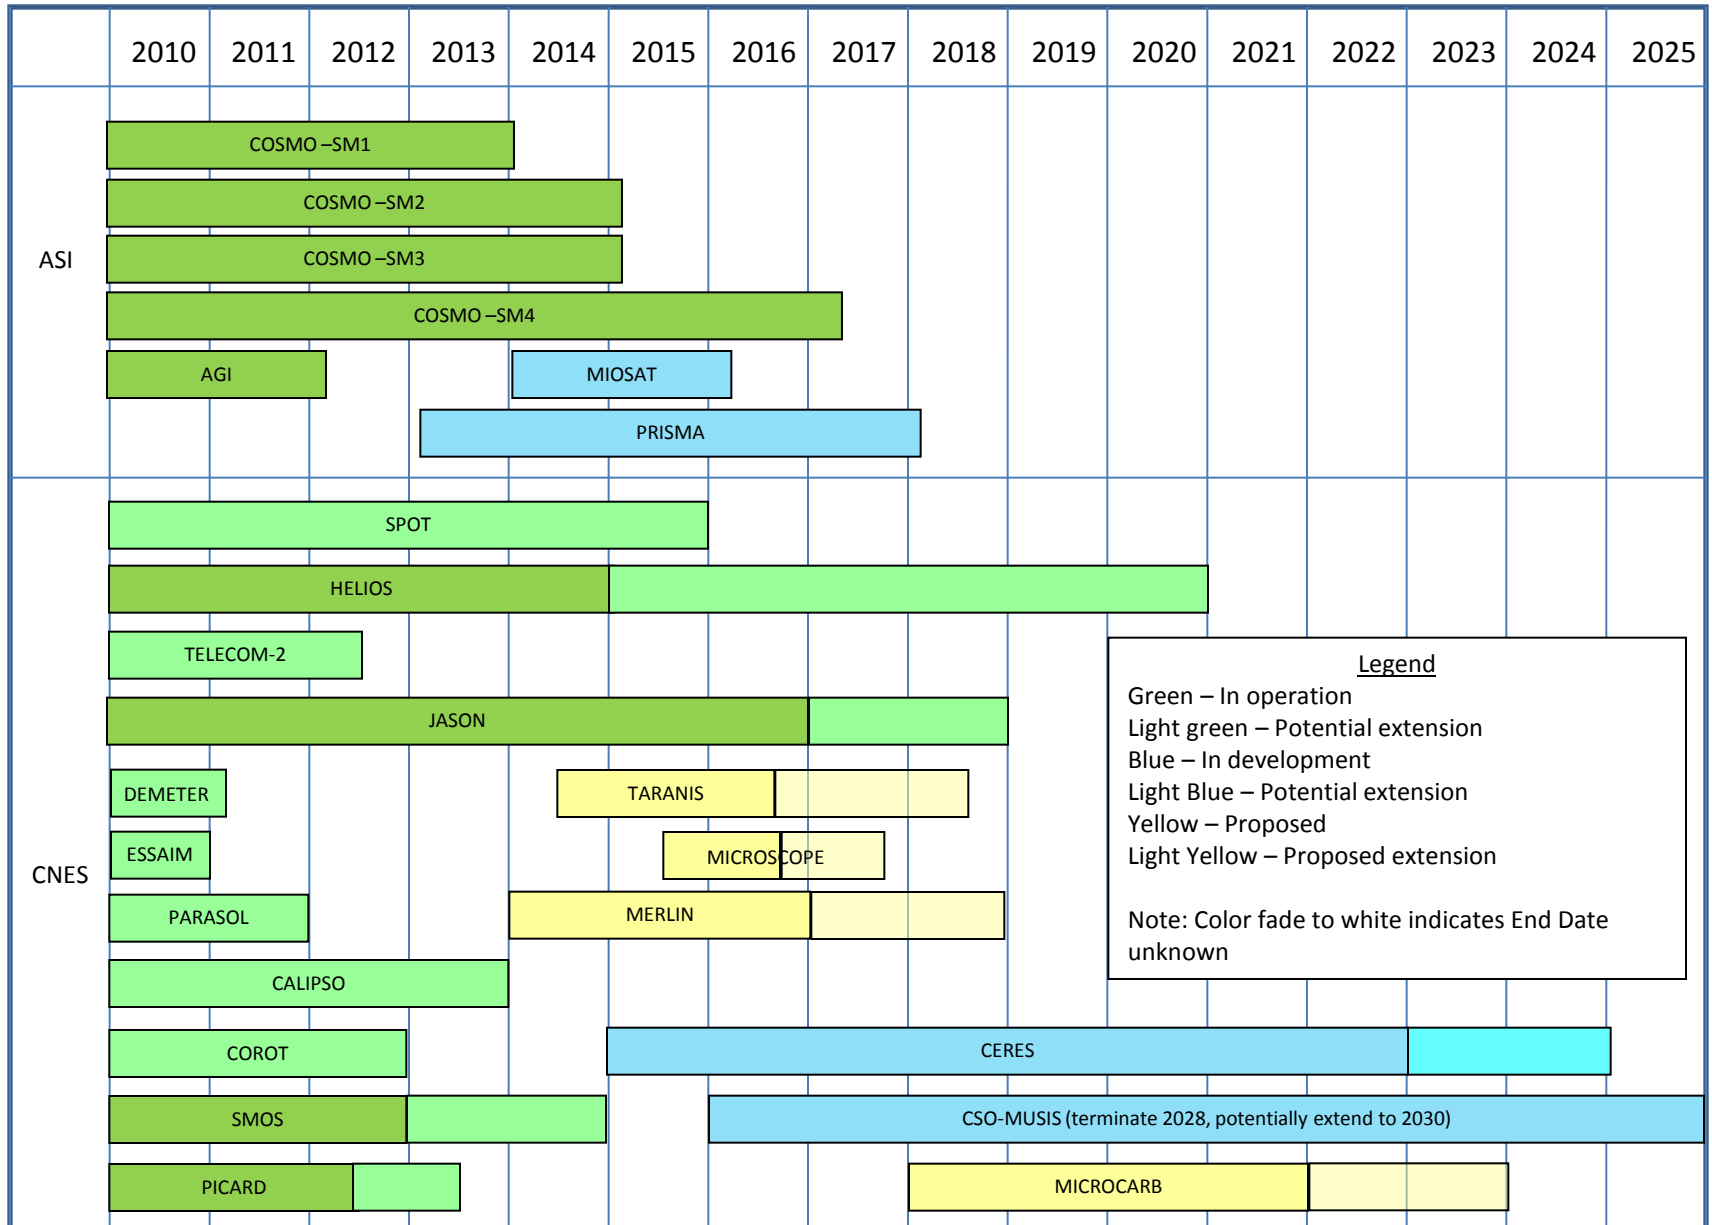 2010 2011 2012 2013 2014 2015 2016 2017 2018 2019 2020 2021 2022 2023 2024 2025
ASI
COSMO –SM1
COSMO –SM2
COSMO –SM3
COSMO –SM4
AGI MIOSAT
PRISMA
CNES
SPOT
HELIOS
TELECOM-2
JASON
DEMETER TARANIS
ESSAIM MICROSCOPE
PARASOL MERLIN
CALIPSO
COROT CERES
SMOS CSO-MUSIS (terminate 2028, potentially extend to 2030)
PICARD MICROCARB
Legend
Green – In operation
Light green – Potential extension
Blue – In development
Light Blue – Potential extension
Yellow – Proposed
Light Yellow – Proposed extension
Note: Color fade to white indicates End Date
unknown